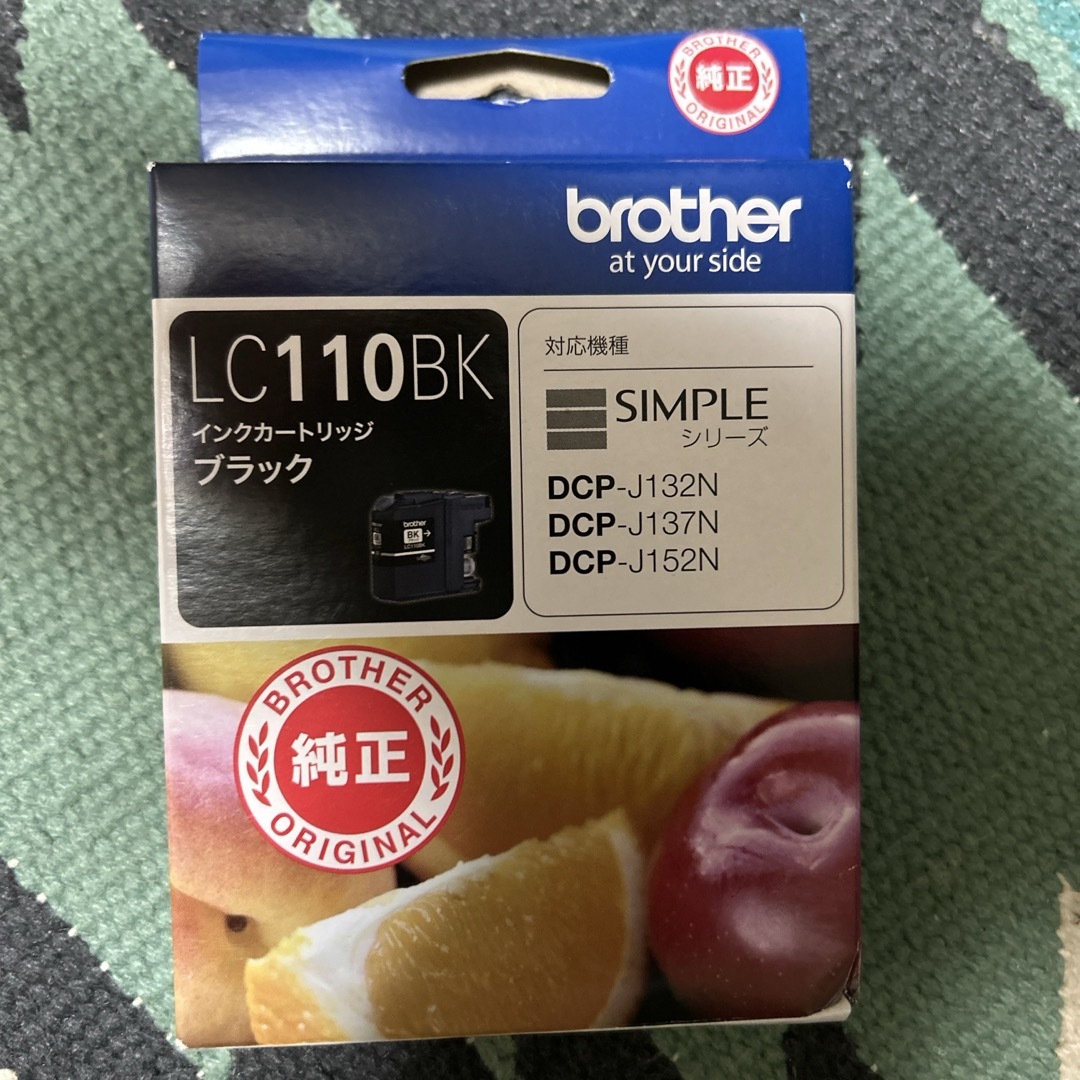 BROTHER
純正
ORIGINAL
brother
at your side
LC110BK
インクカートリッジ
ブラック
brother
BK
LC110BK
対応機種
SIMPLE
シリーズ
DCP-J132N
DCP-J137N
DCP-J152N
BROTHER
純正
ORIGINAL